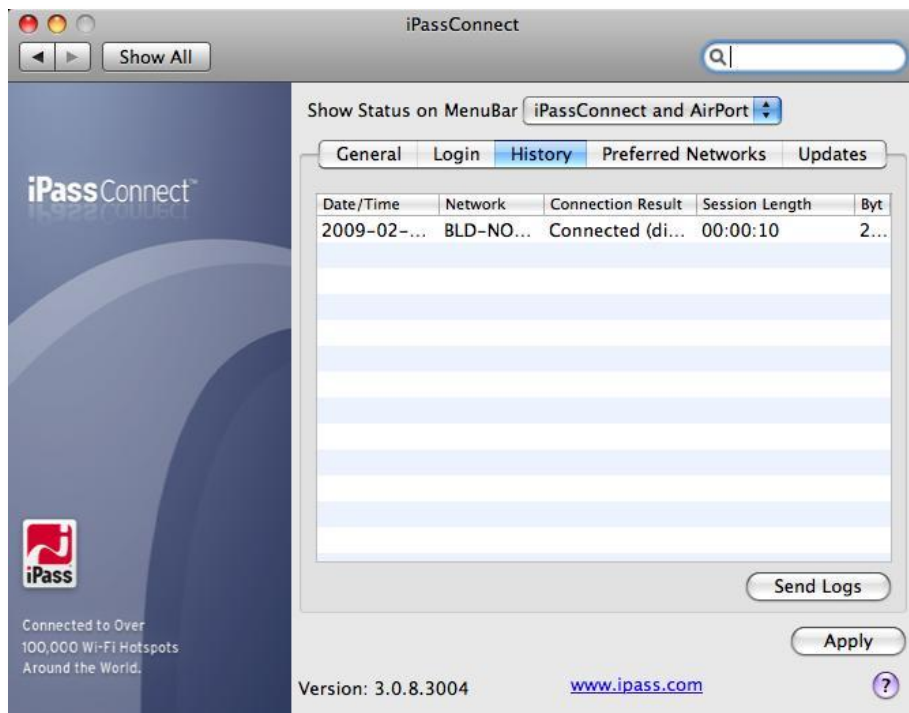 iPassConnect
Show All
Show Status on MenuBar iPassConnect and AirPort
General Login History Preferred Networks Updates
iPassConnect™
Date/Time Network Connection Result Session Length Byt
2009-02-... BLD-NO... Connected (di... 00:00:10 2...
iPass
Send Logs
Connected to Over
100,000 Wi-Fi Hotspots
Around the World.
Apply
Version: 3.0.8.3004 www.ipass.com ?